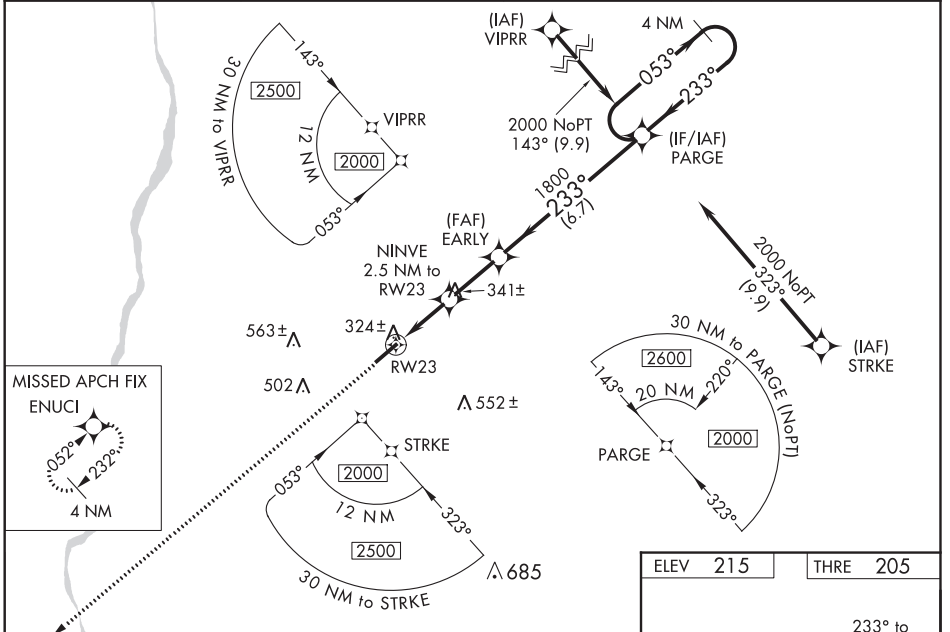 (IAF)
VIPRR
4 NM
053°
233°
2000 NoPT
143° (9.9)
(IF/IAF)
PARGE
143°
30 NM to VIPRR
2500
VIPRR
12 NM
2000
053°
1800
233°
(6.7)
(FAF)
EARLY
NINVE
2.5 NM to
RW23
341±
2000 NoPT
323°
(9.9)
(IAF)
STRKE
563±
324±
RW23
502
552±
MISSED APCH FIX
ENUCI
052°
232°
4 NM
30 NM to PARGE (NoPT)
2600
143°
20 NM
220°
2000
PARGE
323°
STRKE
053°
2000
12 NM
323°
2500
30 NM to STRKE
685
ELEV 215
THRE 205
233° to